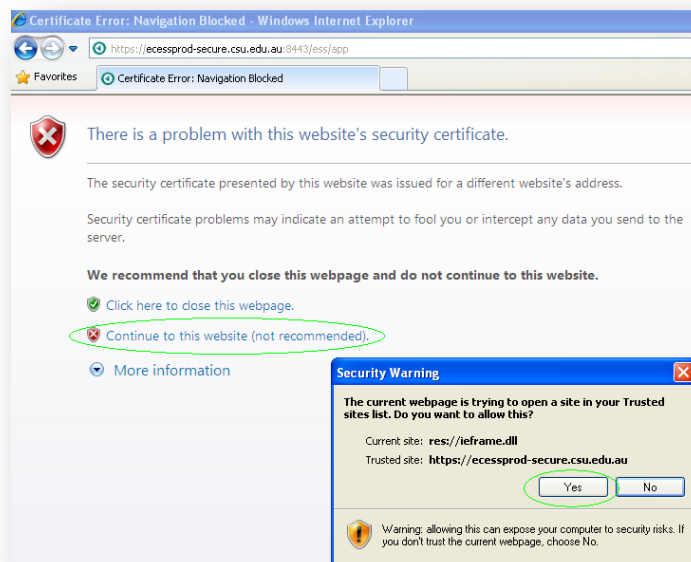 Certificate Error: Navigation Blocked - Windows Internet Explorer
https://ecessprod-secure.csu.edu.au:8443/ess/app
Favorites
Certificate Error: Navigation Blocked
There is a problem with this website's security certificate.
The security certificate presented by this website was issued for a different website's address.
Security certificate problems may indicate an attempt to fool you or intercept any data you send to the
server.
We recommend that you close this webpage and do not continue to this website.
Click here to close this webpage.
Continue to this website (not recommended).
More information
Security Warning
The current webpage is trying to open a site in your Trusted
sites list. Do you want to allow this?
Current site: res://ieframe.dll
Trusted site: https://ecessprod-secure.csu.edu.au
Yes No
Warning: allowing this can expose your computer to security risks. If
you don't trust the current webpage, choose No.